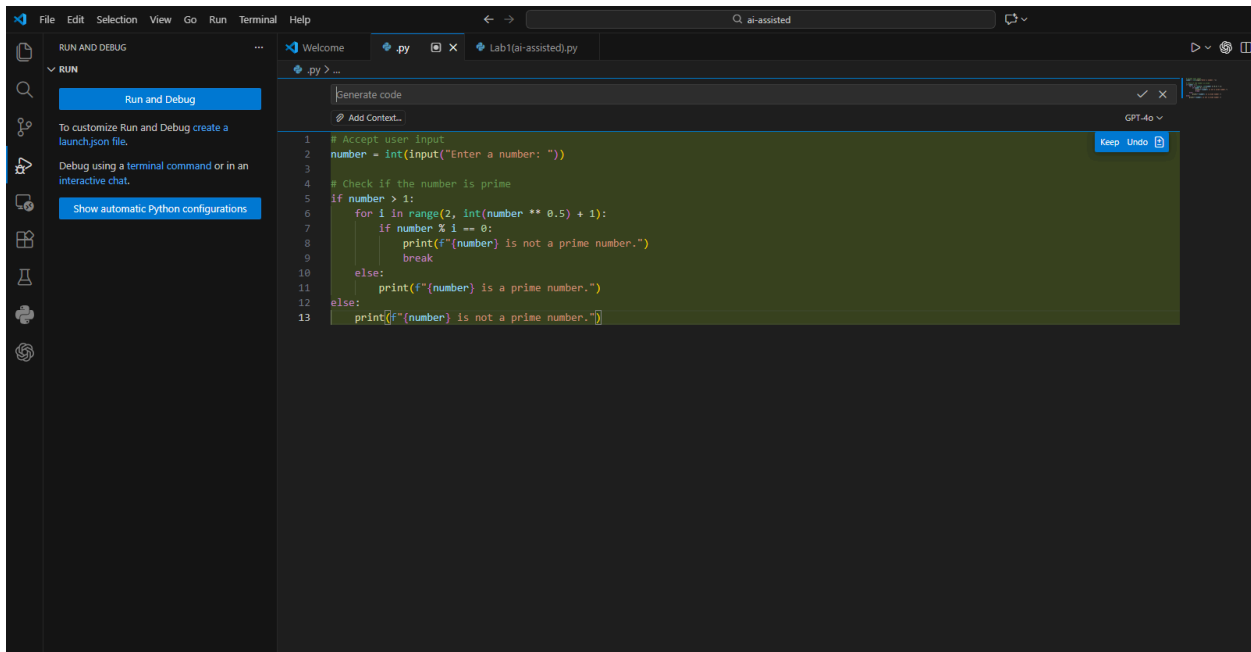 File Edit Selection View Go Run Terminal Help
ai-assisted
RUN AND DEBUG
Welcome
.py
Lab1(ai-assisted).py
RUN
.py > ...
Run and Debug
Generate code
To customize Run and Debug create a
launch.json file.
Add Context...
GPT-4o
Debug using a terminal command or in an
interactive chat.
Show automatic Python configurations
Keep Undo
1 # Accept user input
2 number = int(input("Enter a number: "))
3
4 # Check if the number is prime
5 if number > 1:
6     for i in range(2, int(number ** 0.5) + 1):
7         if number % i == 0:
8             print(f"{number} is not a prime number.")
9             break
10     else:
11         print(f"{number} is a prime number.")
12 else:
13     print(f"{number} is not a prime number.")